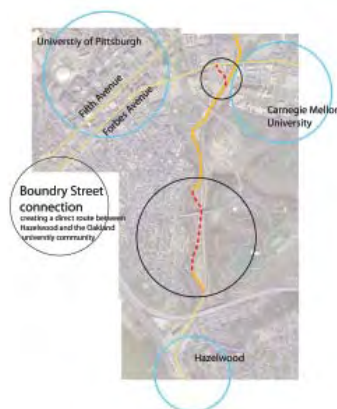 Universtiy of Pittsburgh
Fifth Avenue
Forbes Avenue
Carnegie Mellon
University
Boundry Street
connection
creating a direct route between
Hazelwood and the Oakland
university community
Hazelwood